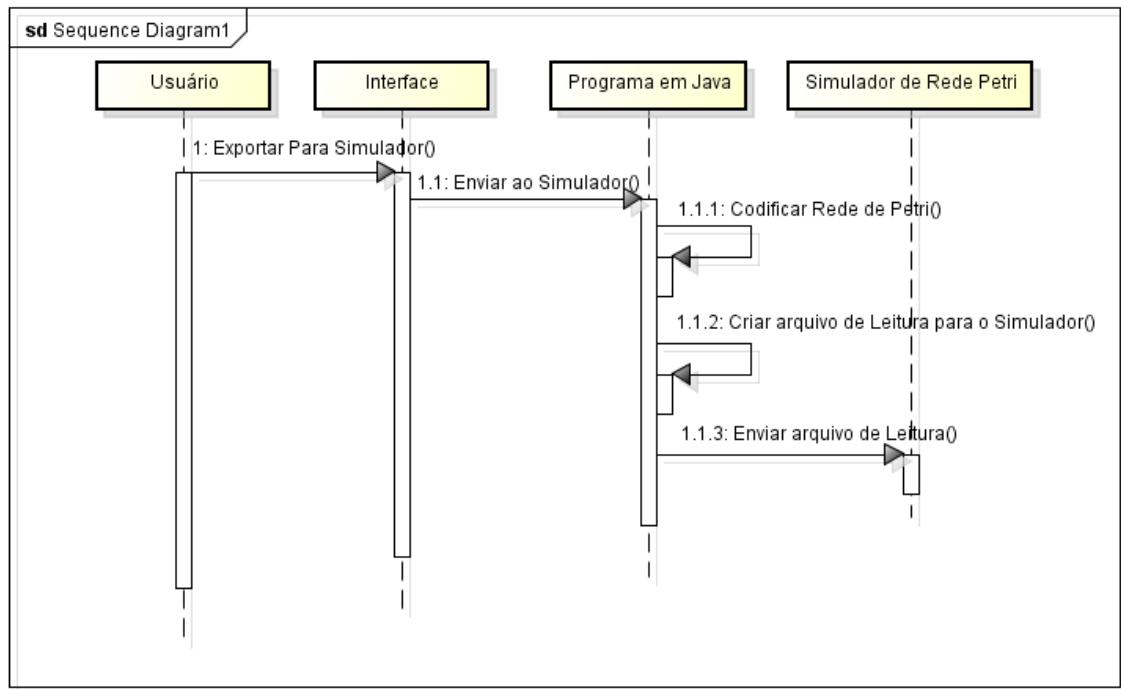 sd Sequence Diagram1
Usuário
Interface
Programa em Java
Simulador de Rede Petri
1: Exportar Para Simulador()
1.1: Enviar ao Simulador()
1.1.1: Codificar Rede de Petri()
1.1.2: Criar arquivo de Leitura para o Simulador()
1.1.3: Enviar arquivo de Leitura()